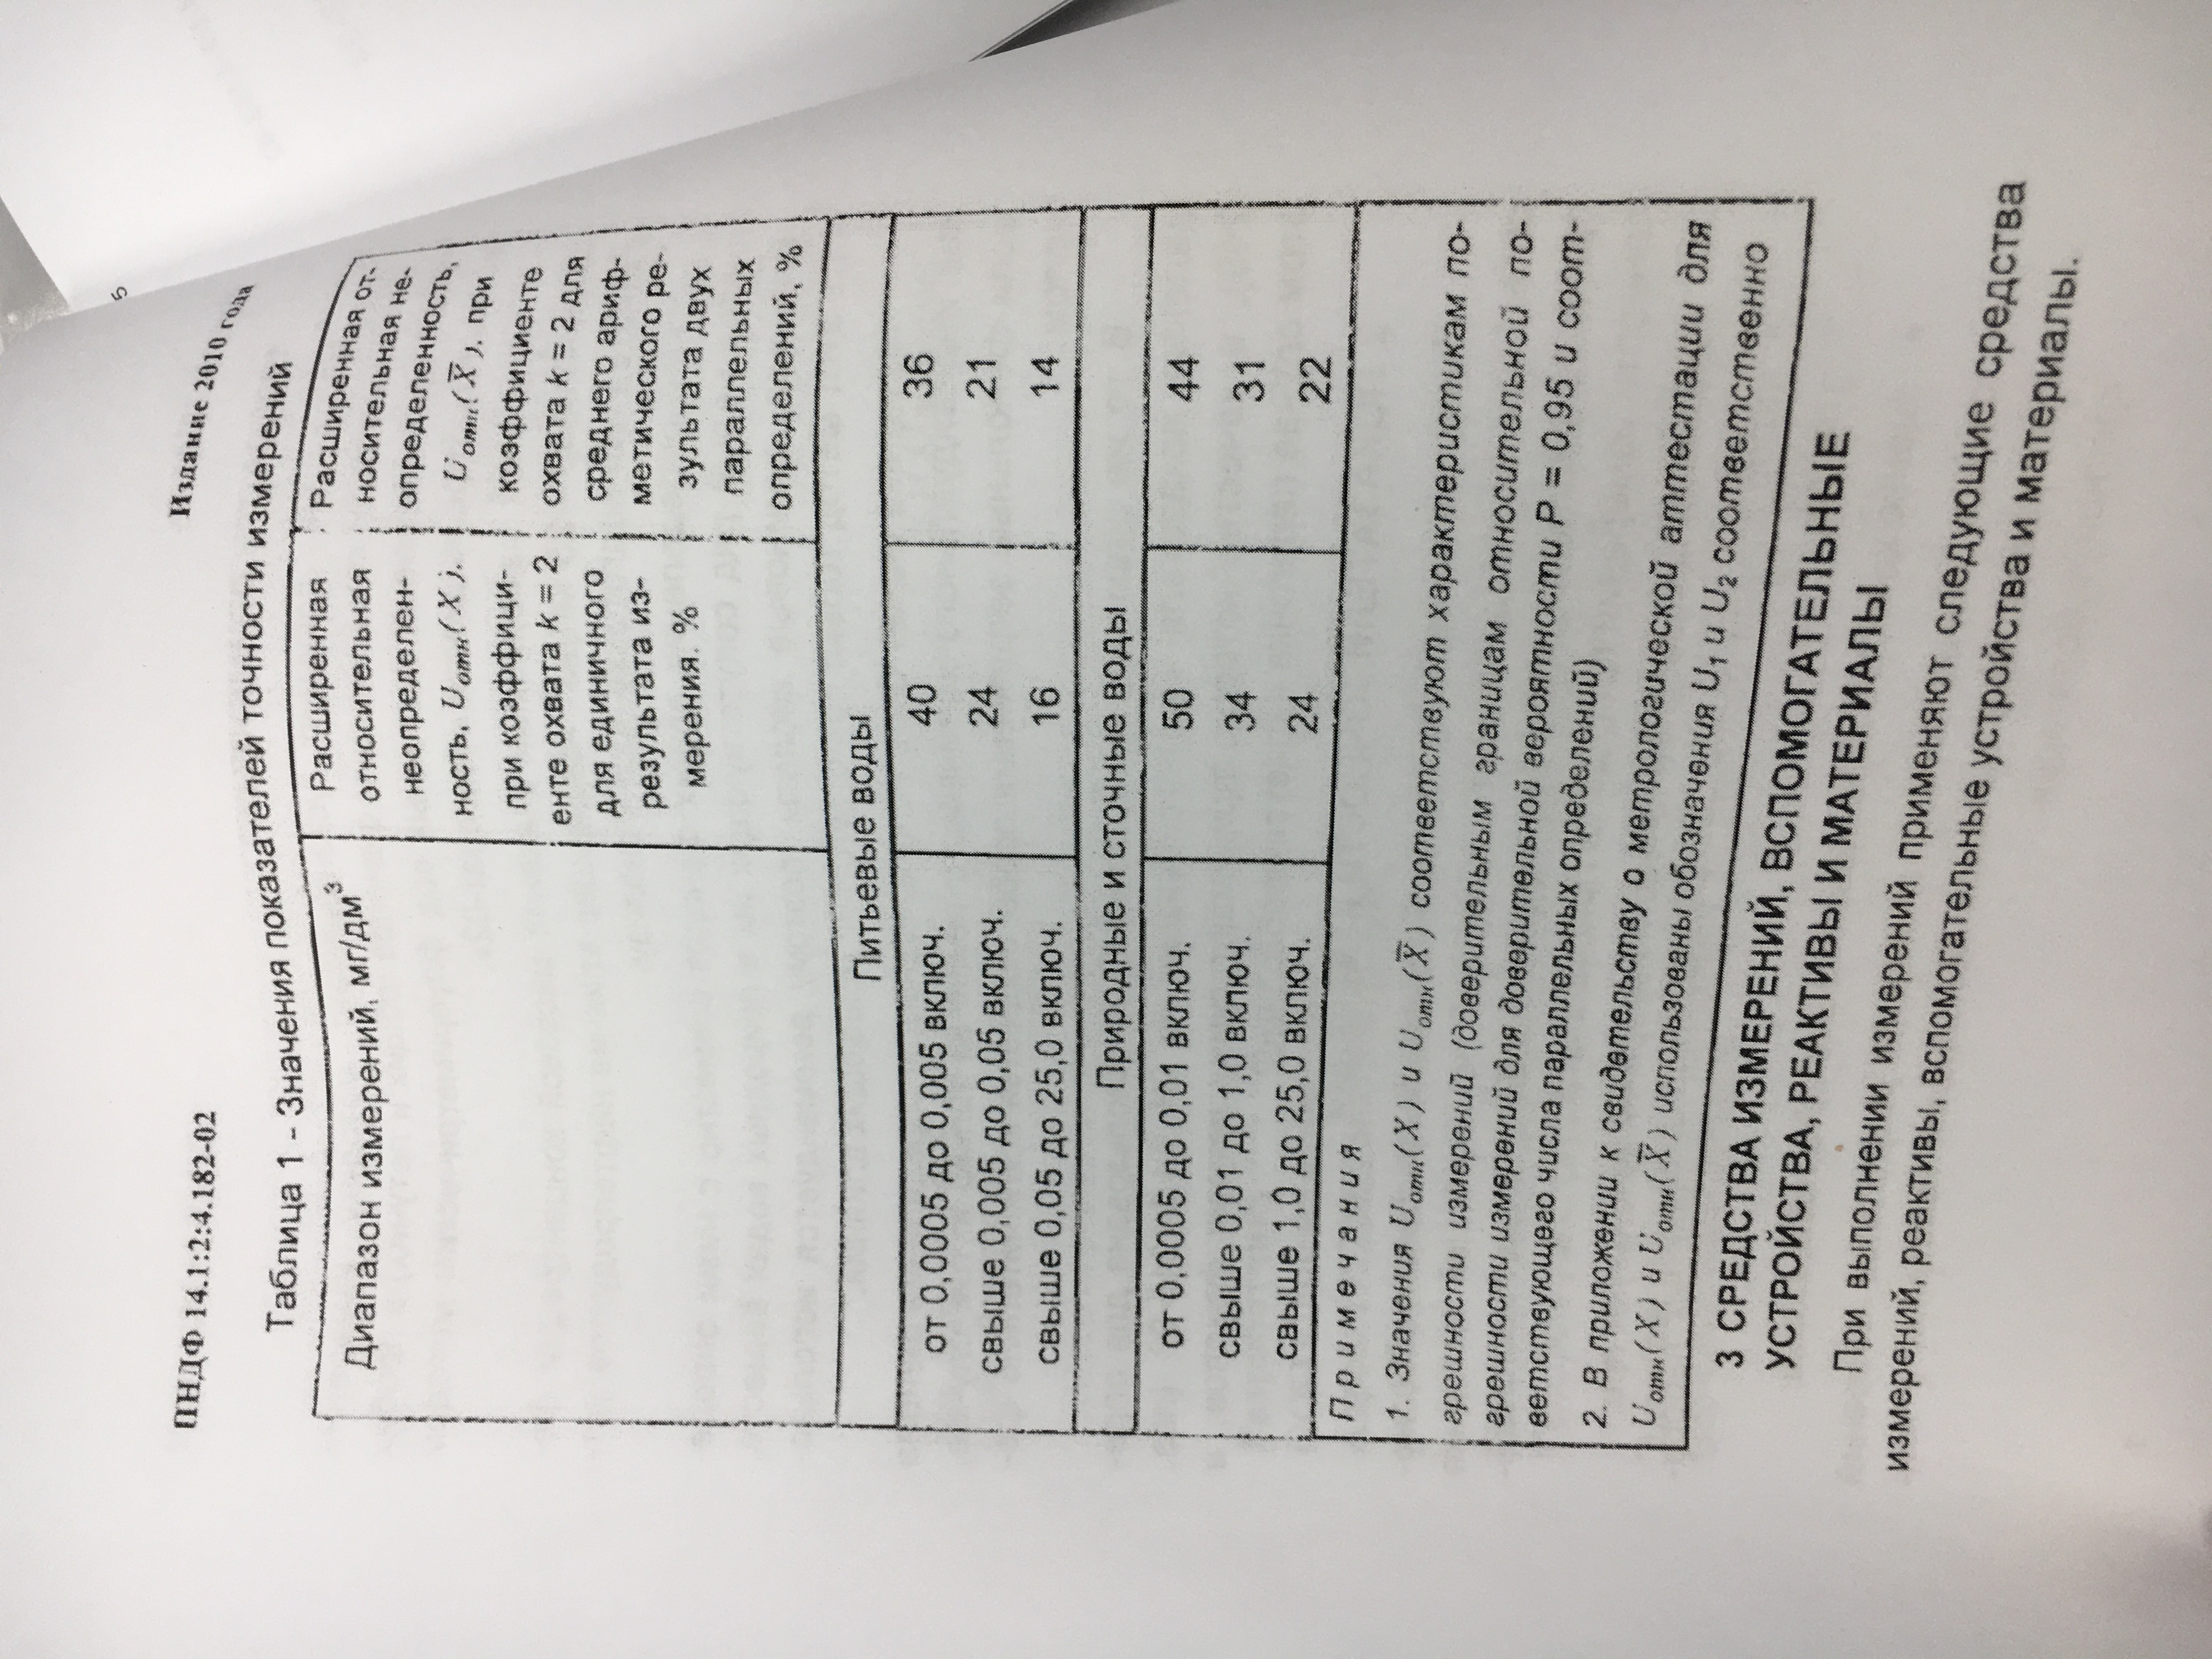 5
ПНДФ 14.1:2:4.182-02
Издание 2010 года
Таблица 1 - Значения показателей точности измерений
Диапазон измерений, мг/дм³
Расширенная
относительная
неопределен-
ность, Uотн(X),
при коэффици-
енте охвата k = 2
для единичного
результата из-
мерения, %
Расширенная от-
носительная не-
определенность,
Uотн(X̅), при
коэффициенте
охвата k = 2 для
среднего ариф-
метического ре-
зультата двух
параллельных
определений, %
Питьевые воды
от 0,0005 до 0,005 включ. 40 36
свыше 0,005 до 0,05 включ. 24 21
свыше 0,05 до 25,0 включ. 16 14
Природные и сточные воды
от 0,0005 до 0,01 включ. 50 44
свыше 0,01 до 1,0 включ. 34 31
свыше 1,0 до 25,0 включ. 24 22
Примечания
1. Значения Uотн(X) и Uотн(X̅) соответствуют характеристикам по-
грешности измерений (доверительным границам относительной по-
грешности измерений для доверительной вероятности P = 0,95 и соот-
ветствующего числа параллельных определений)
2. В приложении к свидетельству о метрологической аттестации для
Uотн(X) и Uотн(X̅) использованы обозначения U₁ и U₂ соответственно
3 СРЕДСТВА ИЗМЕРЕНИЙ, ВСПОМОГАТЕЛЬНЫЕ
УСТРОЙСТВА, РЕАКТИВЫ И МАТЕРИАЛЫ
При выполнении измерений применяют следующие средства
измерений, реактивы, вспомогательные устройства и материалы.